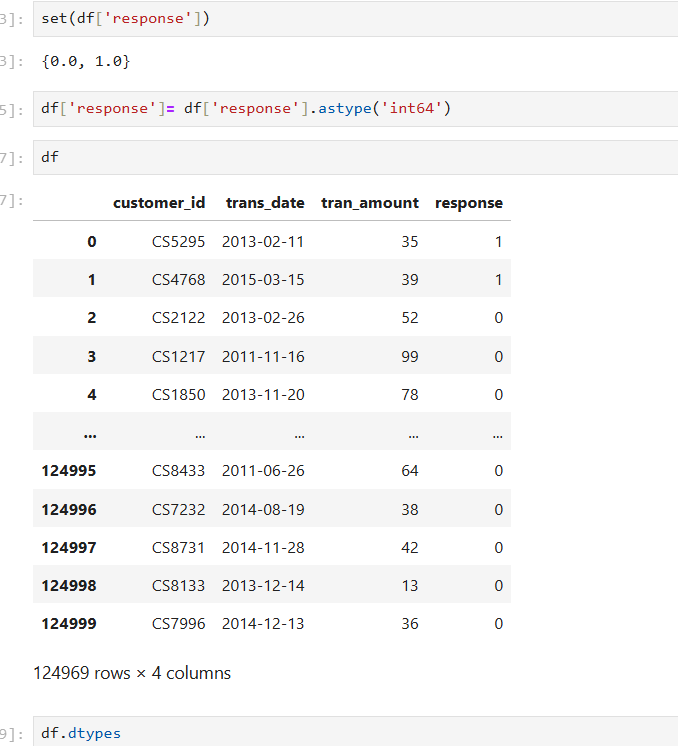 3]: set(df['response'])
3]: {0.0, 1.0}
5]: df['response']= df['response'].astype('int64')
7]: df
7]:
customer_id trans_date tran_amount response
0 CS5295 2013-02-11 35 1
1 CS4768 2015-03-15 39 1
2 CS2122 2013-02-26 52 0
3 CS1217 2011-11-16 99 0
4 CS1850 2013-11-20 78 0
... ... ... ... ...
124995 CS8433 2011-06-26 64 0
124996 CS7232 2014-08-19 38 0
124997 CS8731 2014-11-28 42 0
124998 CS8133 2013-12-14 13 0
124999 CS7996 2014-12-13 36 0
124969 rows × 4 columns
9]: df.dtypes